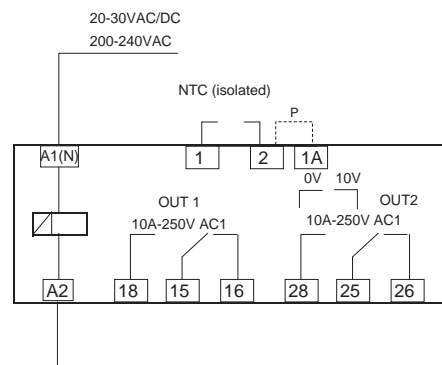 20-30VAC/DC
200-240VAC
NTC (isolated)
P
A1(N)
1
2
1A
0V 10V
OUT 1
OUT2
10A-250V AC1
10A-250V AC1
A2
18
15
16
28
25
26